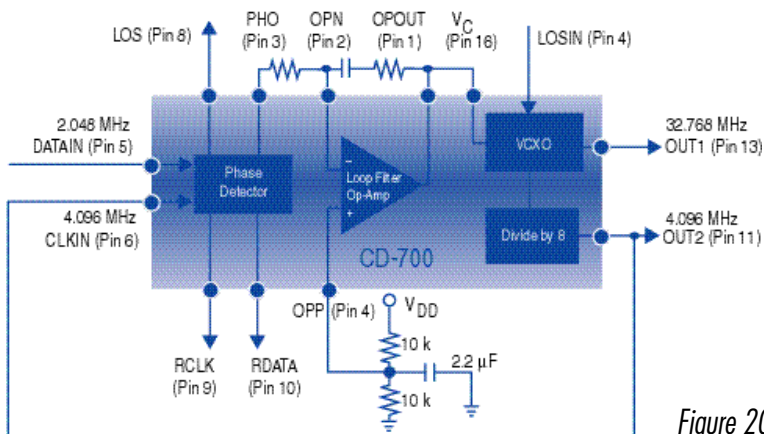 LOS (Pin 8)
PHO
(Pin 3)
OPN
(Pin 2)
OPOUT
(Pin 1)
VC
(Pin 16)
LOSIN (Pin 4)
2.048 MHz
DATAIN (Pin 5)
Phase
Detector
4.096 MHz
CLKIN (Pin 6)
−
Loop Filter
Op-Amp
+
VCXO
32.768 MHz
OUT1 (Pin 13)
Divide by 8
4.096 MHz
OUT2 (Pin 11)
CD-700
OPP (Pin 4)
VDD
RCLK
(Pin 9)
RDATA
(Pin 10)
10 k
2.2 µF
10 k
Figure 20